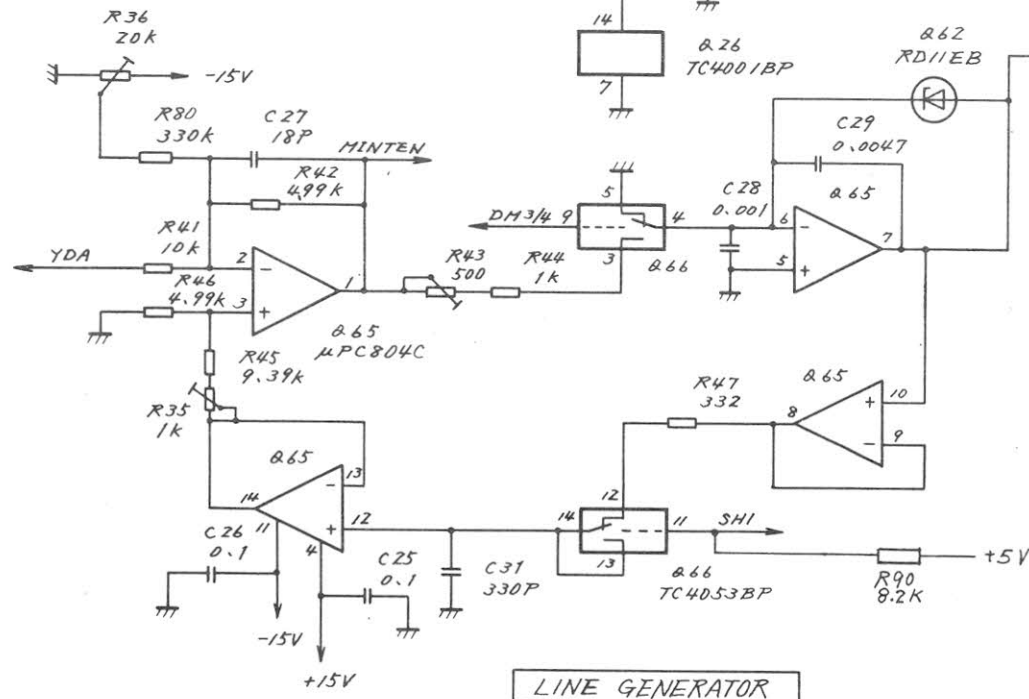 R36
20K
-15V
14
Q26
TC4001BP
7
Q62
RD11EB
R80
330K
C27
18P
MINTEN
R42
4.99K
C29
0.0047
5
DM3/4
9
4
3
Q66
C28
0.001
Q65
6
-
5
+
7
R41
10K
YDA
2
-
R46
4.99K
3
+
1
R43
500
R44
1K
Q65
μPC804C
R45
9.39K
R35
1K
R47
332
Q65
10
+
8
9
-
Q65
13
-
14
12
+
11
4
12
14
11
SH1
13
C26
0.1
C25
0.1
C31
330P
Q66
TC4053BP
R90
8.2K
+5V
-15V
+15V
LINE GENERATOR